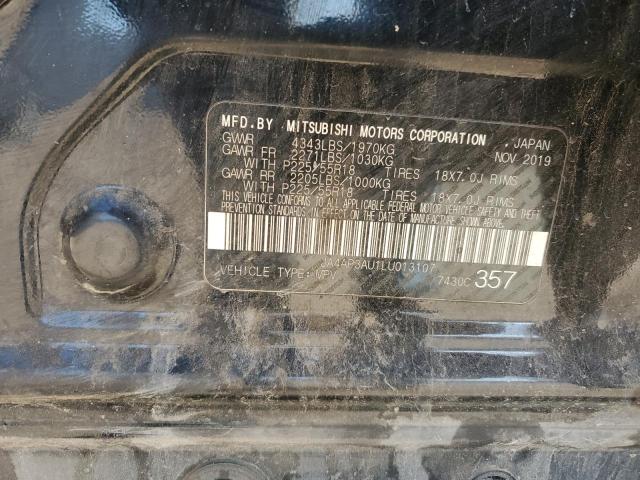 MFD.BY MITSUBISHI MOTORS CORPORATION JAPAN
GVWR 4343LBS/1970KG NOV 2019
GAWR FR 2271LBS/1030KG
WITH P225/55R18 TIRES 18X7.0J RIMS
GAWR RR 2205LBS/1000KG
WITH P225/55R18 TIRES 18X7.0J RIMS
THIS VEHICLE CONFORMS TO ALL APPLICABLE FEDERAL MOTOR VEHICLE SAFETY AND THEFT
PREVENTION STANDARDS IN EFFECT ON THE DATE OF MANUFACTURE SHOWN ABOVE.
JA4AP3AU1LU013107
VEHICLE TYPE: MPV 7430C 357